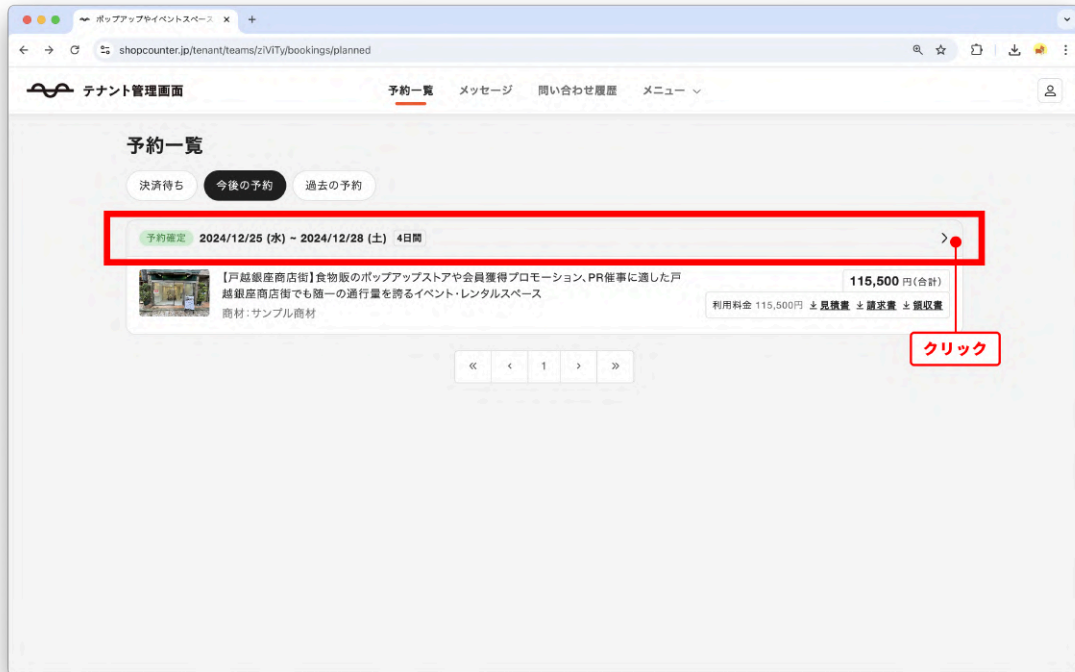 ポップアップやイベントスペース
shopcounter.jp/tenant/teams/ziViTy/bookings/planned
テナント管理画面
予約一覧 メッセージ 問い合わせ履歴 メニュー
予約一覧
決済待ち 今後の予約 過去の予約
予約確定 2024/12/25 (水) ~ 2024/12/28 (土) 4日間
【戸越銀座商店街】食物販のポップアップストアや会員獲得プロモーション、PR催事に適した戸
越銀座商店街でも随一の通行量を誇るイベント・レンタルスペース
商材：サンプル商材
115,500 円(合計)
利用料金 115,500円 見積書 請求書 領収書
クリック
« ‹ 1 › »